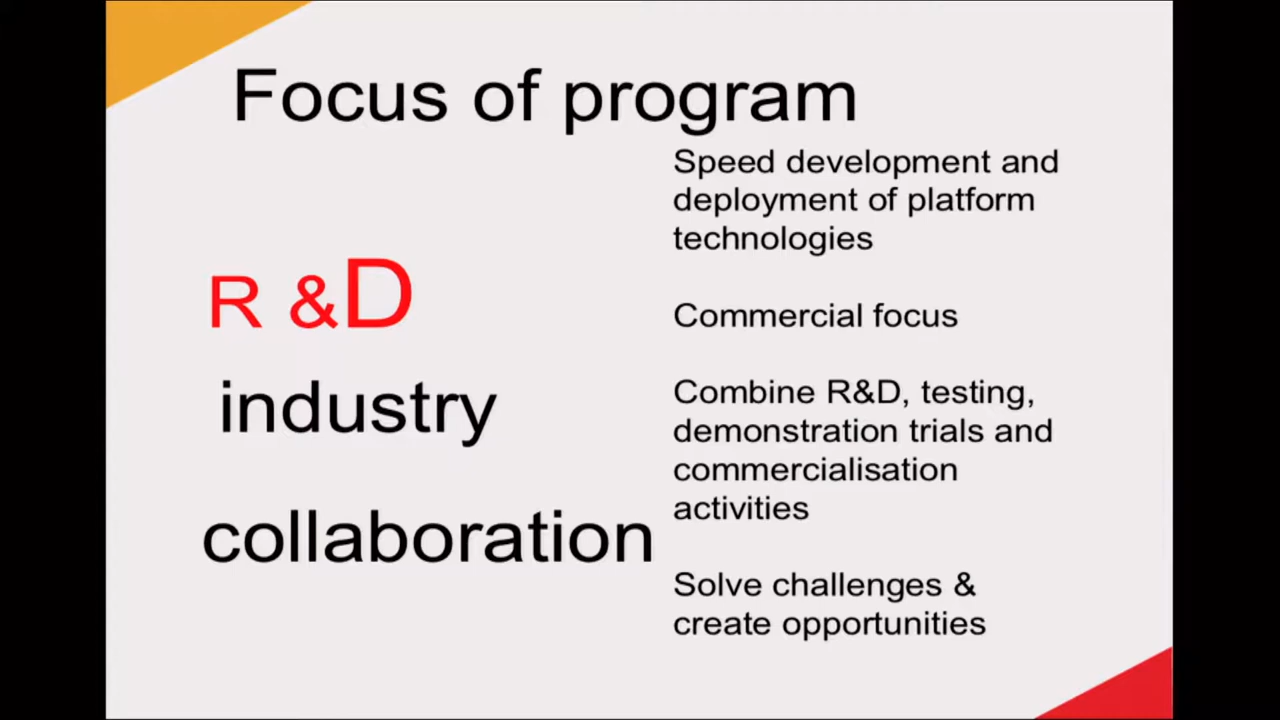 Focus of program
R &D
industry
collaboration
Speed development and
deployment of platform
technologies
Commercial focus
Combine R&D, testing,
demonstration trials and
commercialisation
activities
Solve challenges &
create opportunities